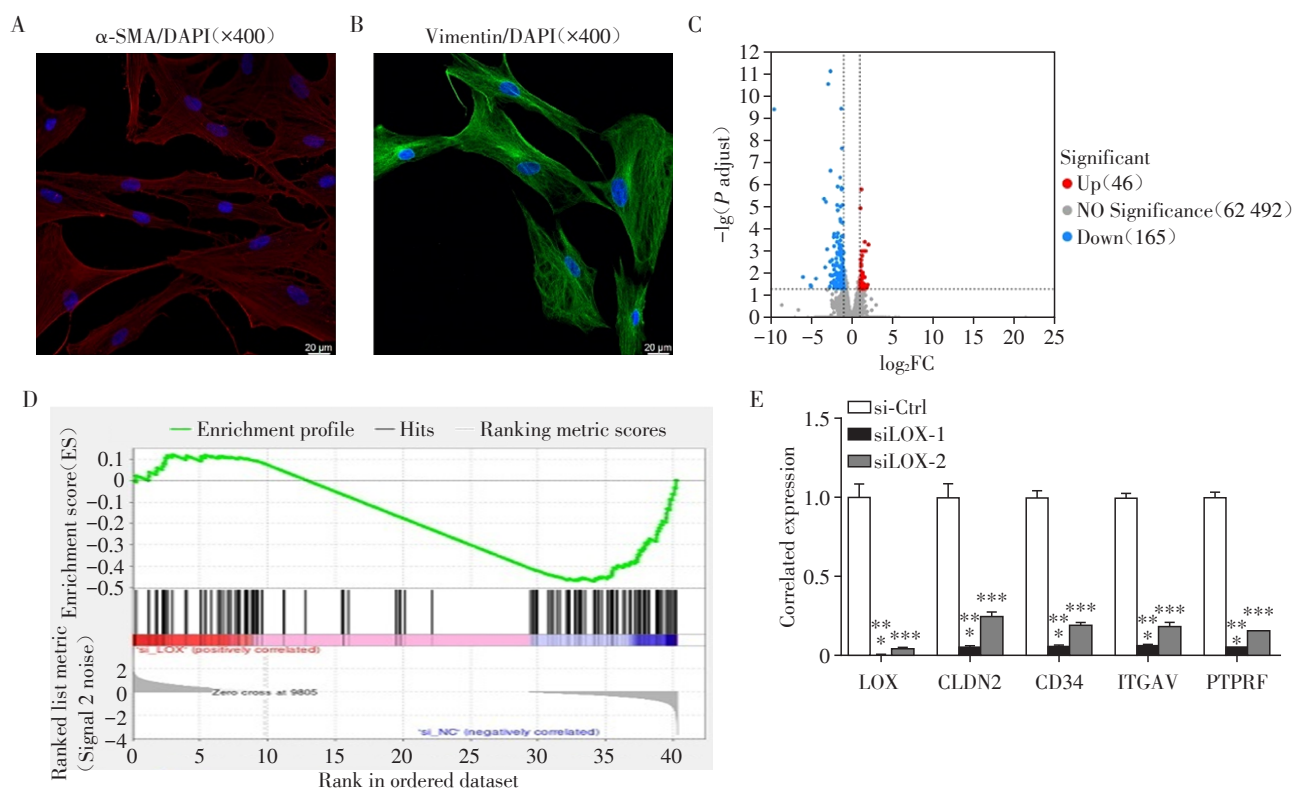 A
α-SMA/DAPI(×400)
20 μm
B
Vimentin/DAPI(×400)
20 μm
C
12
11
10
9
8
7
6
5
4
3
2
1
0
-lg(P adjust)
-10 -5 0 5 10 15 20 25
log₂FC
Significant
Up(46)
NO Significance(62 492)
Down(165)
D
Enrichment profile Hits Ranking metric scores
Enrichment score(ES)
0.1
0
-0.1
-0.2
-0.3
-0.4
-0.5
'si_LOX' (positively correlated)
Ranked list metric
(Signal 2 noise)
2
0
-2
-4
Zero cross at 9805
'si_NC' (negatively correlated)
0 5 10 15 20 25 30 35 40
Rank in ordered dataset
E
si-Ctrl
siLOX-1
siLOX-2
Correlated expression
1.5
1.0
0.5
0
*** *** *** *** *** *** *** *** *** ***
LOX CLDN2 CD34 ITGAV PTPRF